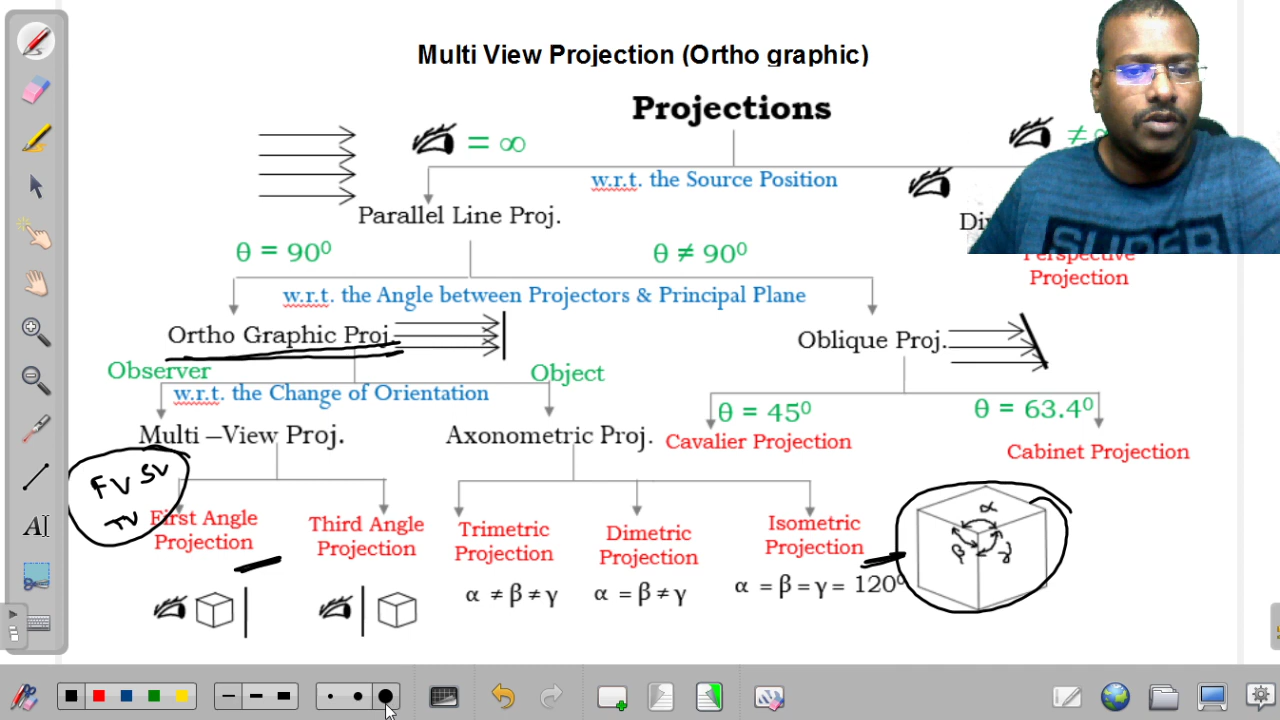 Multi View Projection (Ortho graphic)
Projections
= ∞
≠
w.r.t. the Source Position
Parallel Line Proj.
SUPER
Perspective
Projection
θ = 90⁰
θ ≠ 90⁰
w.r.t. the Angle between Projectors & Principal Plane
Ortho Graphic Proj.
Oblique Proj.
Observer
Object
w.r.t. the Change of Orientation
θ = 45⁰
θ = 63.4⁰
Multi –View Proj.
Axonometric Proj.
Cavalier Projection
Cabinet Projection
FV SV
TV
First Angle
Projection
Third Angle
Projection
Trimetric
Projection
Dimetric
Projection
Isometric
Projection
α ≠ β ≠ γ
α = β ≠ γ
α = β = γ = 120⁰
α
β
γ